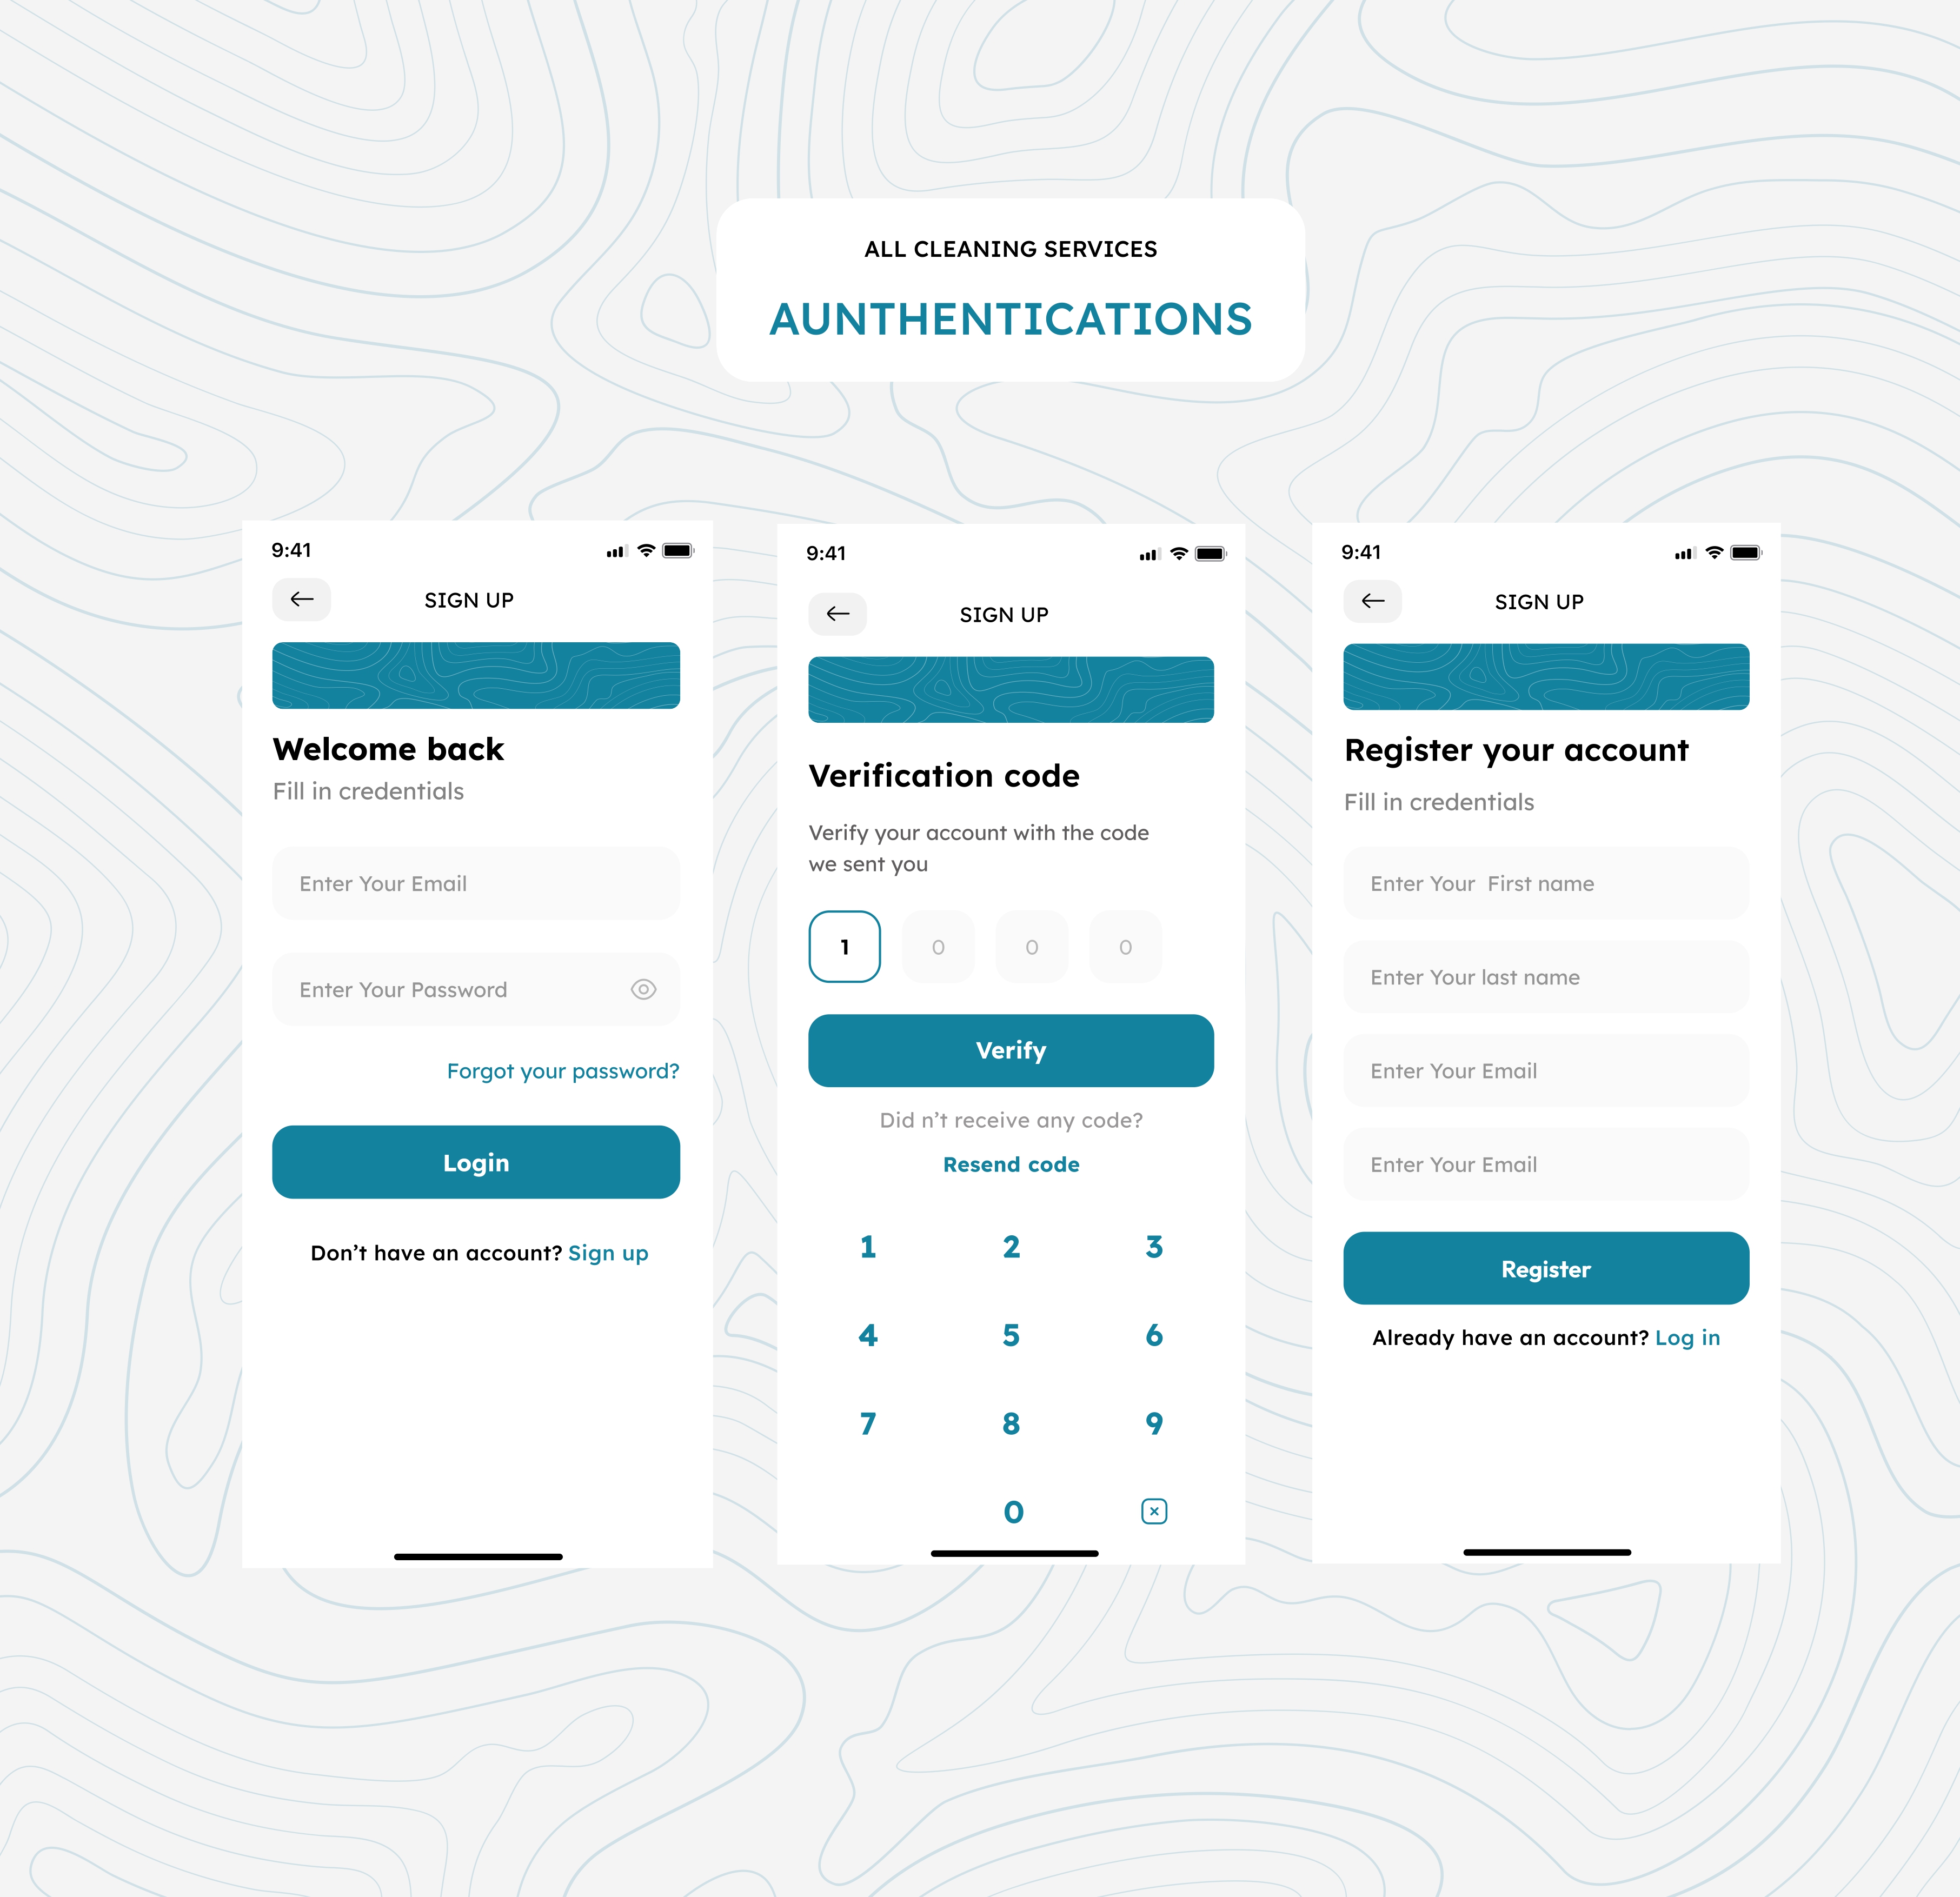 ALL CLEANING SERVICES
AUNTHENTICATIONS
9:41
SIGN UP
Welcome back
Fill in credentials
Enter Your Email
Enter Your Password
Forgot your password?
Login
Don’t have an account? Sign up
9:41
SIGN UP
Verification code
Verify your account with the code
we sent you
1 0 0 0
Verify
Did n’t receive any code?
Resend code
1 2 3
4 5 6
7 8 9
0
9:41
SIGN UP
Register your account
Fill in credentials
Enter Your  First name
Enter Your last name
Enter Your Email
Enter Your Email
Register
Already have an account? Log in